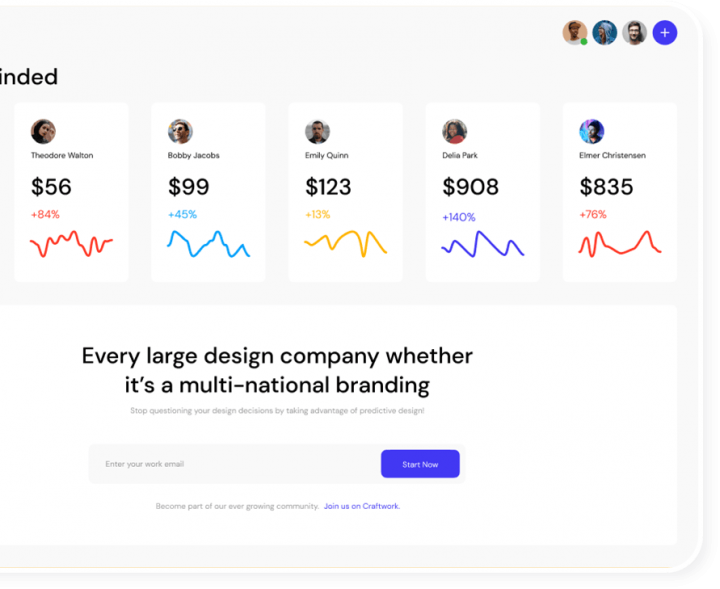 inded
Theodore Walton
$56
+84%
Bobby Jacobs
$99
+45%
Emily Quinn
$123
+13%
Delia Park
$908
+140%
Elmer Christensen
$835
+76%
Every large design company whether
it's a multi-national branding
Stop questioning your design decisions by taking advantage of predictive design!
Enter your work email
Start Now
Become part of our ever growing community. Join us on Craftwork.